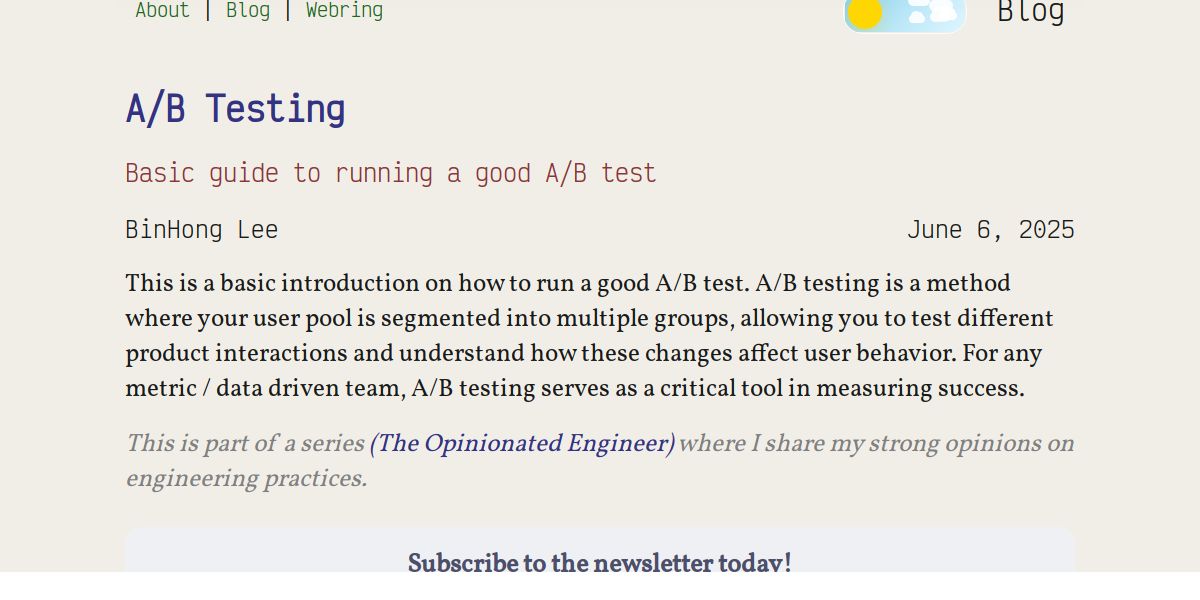 About | Blog | Webring
Blog
A/B Testing
Basic guide to running a good A/B test
BinHong Lee
June 6, 2025
This is a basic introduction on how to run a good A/B test. A/B testing is a method
where your user pool is segmented into multiple groups, allowing you to test different
product interactions and understand how these changes affect user behavior. For any
metric / data driven team, A/B testing serves as a critical tool in measuring success.
This is part of a series (The Opinionated Engineer) where I share my strong opinions on
engineering practices.
Subscribe to the newsletter today!